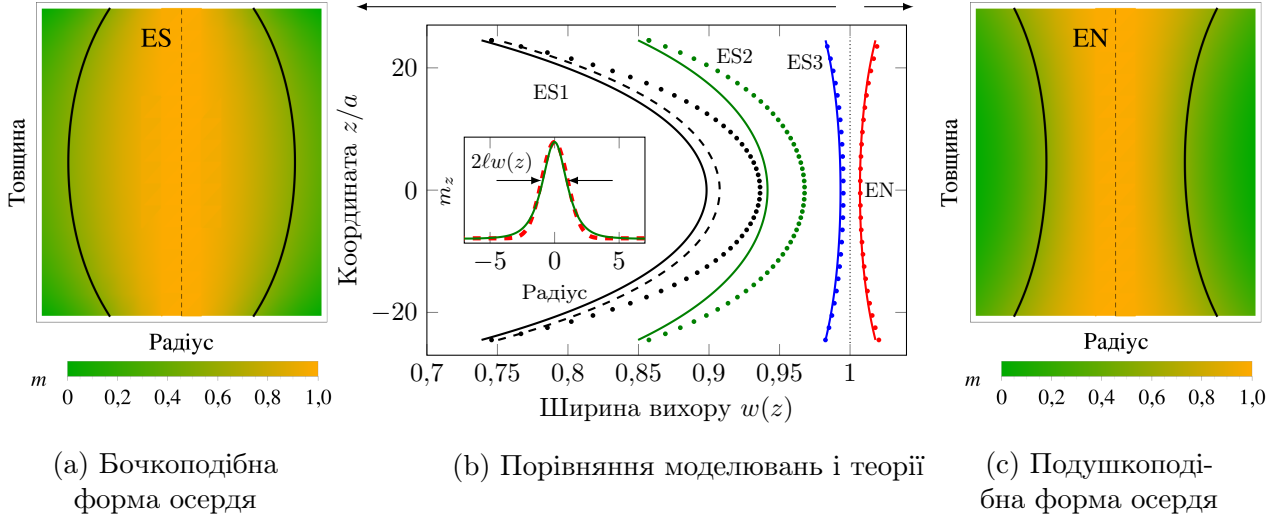 ES
Товщина
Радіус
m
0 0,2 0,4 0,6 0,8 1,0
(a) Бочкоподібна
форма осердя
Координата z/a
20
0
−20
ES1
ES2
ES3
EN
2ℓw(z)
m_z
−5 0 5
Радіус
0,7 0,75 0,8 0,85 0,9 0,95 1
Ширина вихору w(z)
(b) Порівняння моделювань і теорії
EN
Товщина
Радіус
m
0 0,2 0,4 0,6 0,8 1,0
(c) Подушкоподі-
бна форма осердя